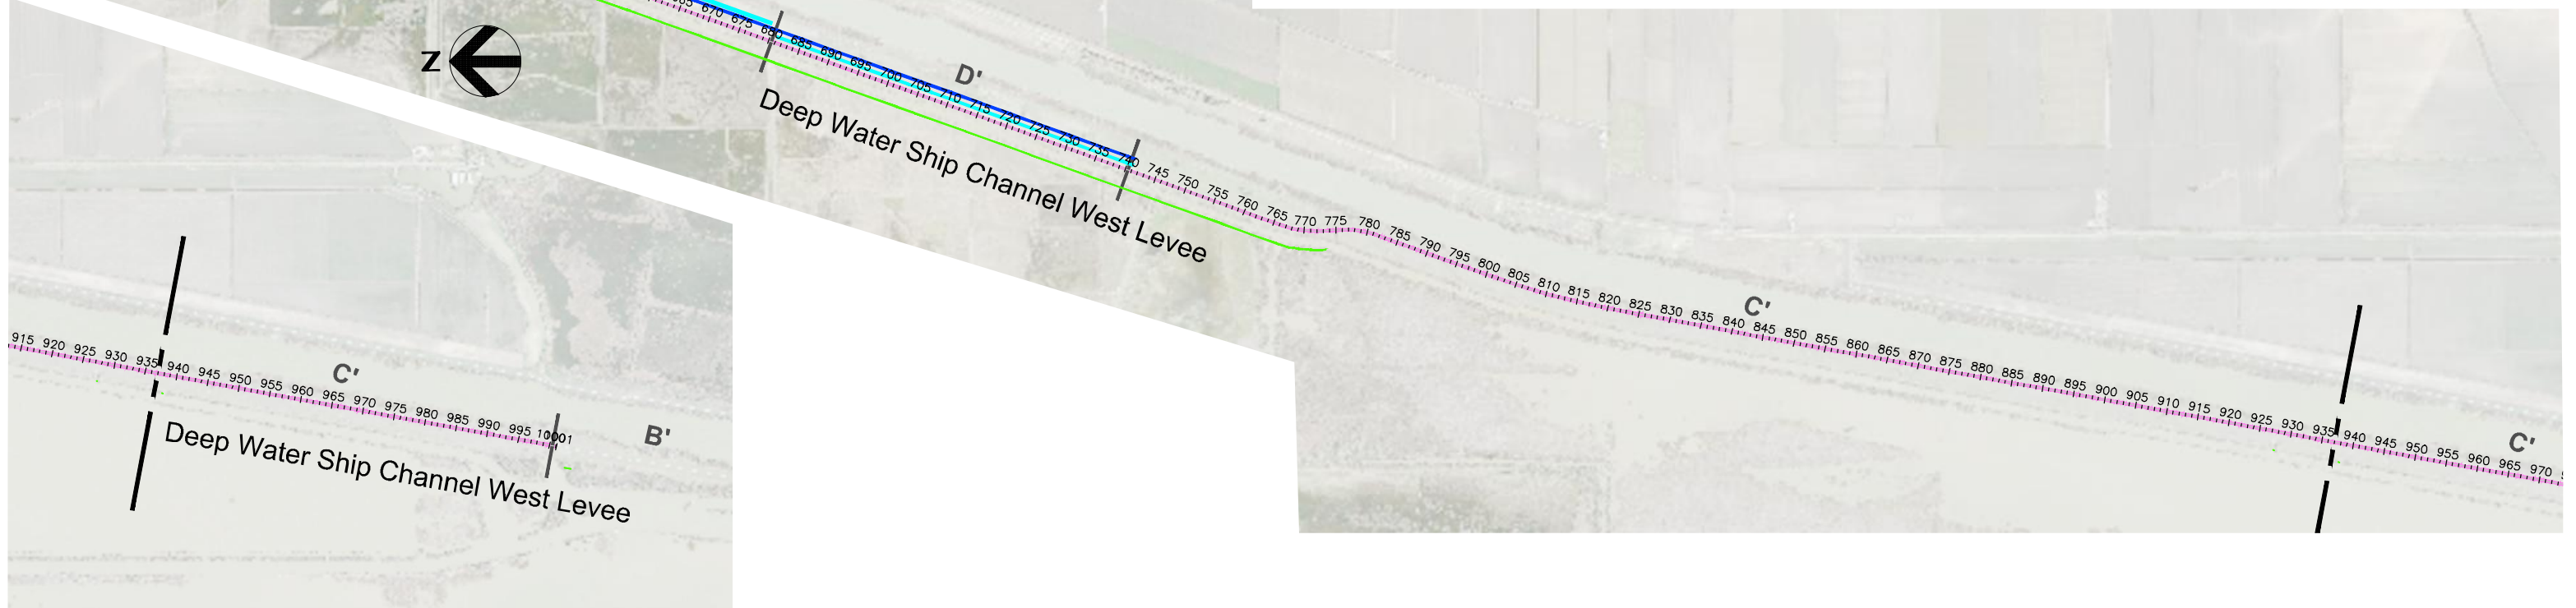 670 675 680 685 690 695 700 705 710 715 720 725 730 735 740 745 750 755 760 765 770 775 780 785 790 795 800 805 810 815 820 825 830 835 840 845 850 855 860 865 870 875 880 885 890 895 900 905 910 915 920 925 930 935 940 945 950 955 960 965 970
Z
D'
Deep Water Ship Channel West Levee
C'
C'
915 920 925 930 935 940 945 950 955 960 965 970 975 980 985 990 995 1000
C'
B'
Deep Water Ship Channel West Levee